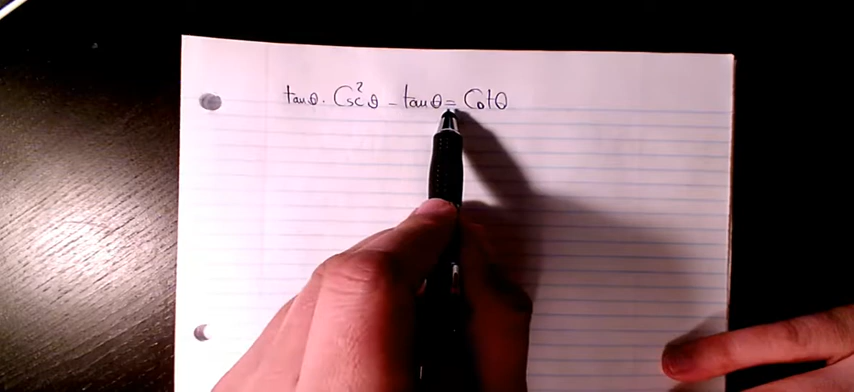 tanθ · Csc²θ - tanθ = Cotθ